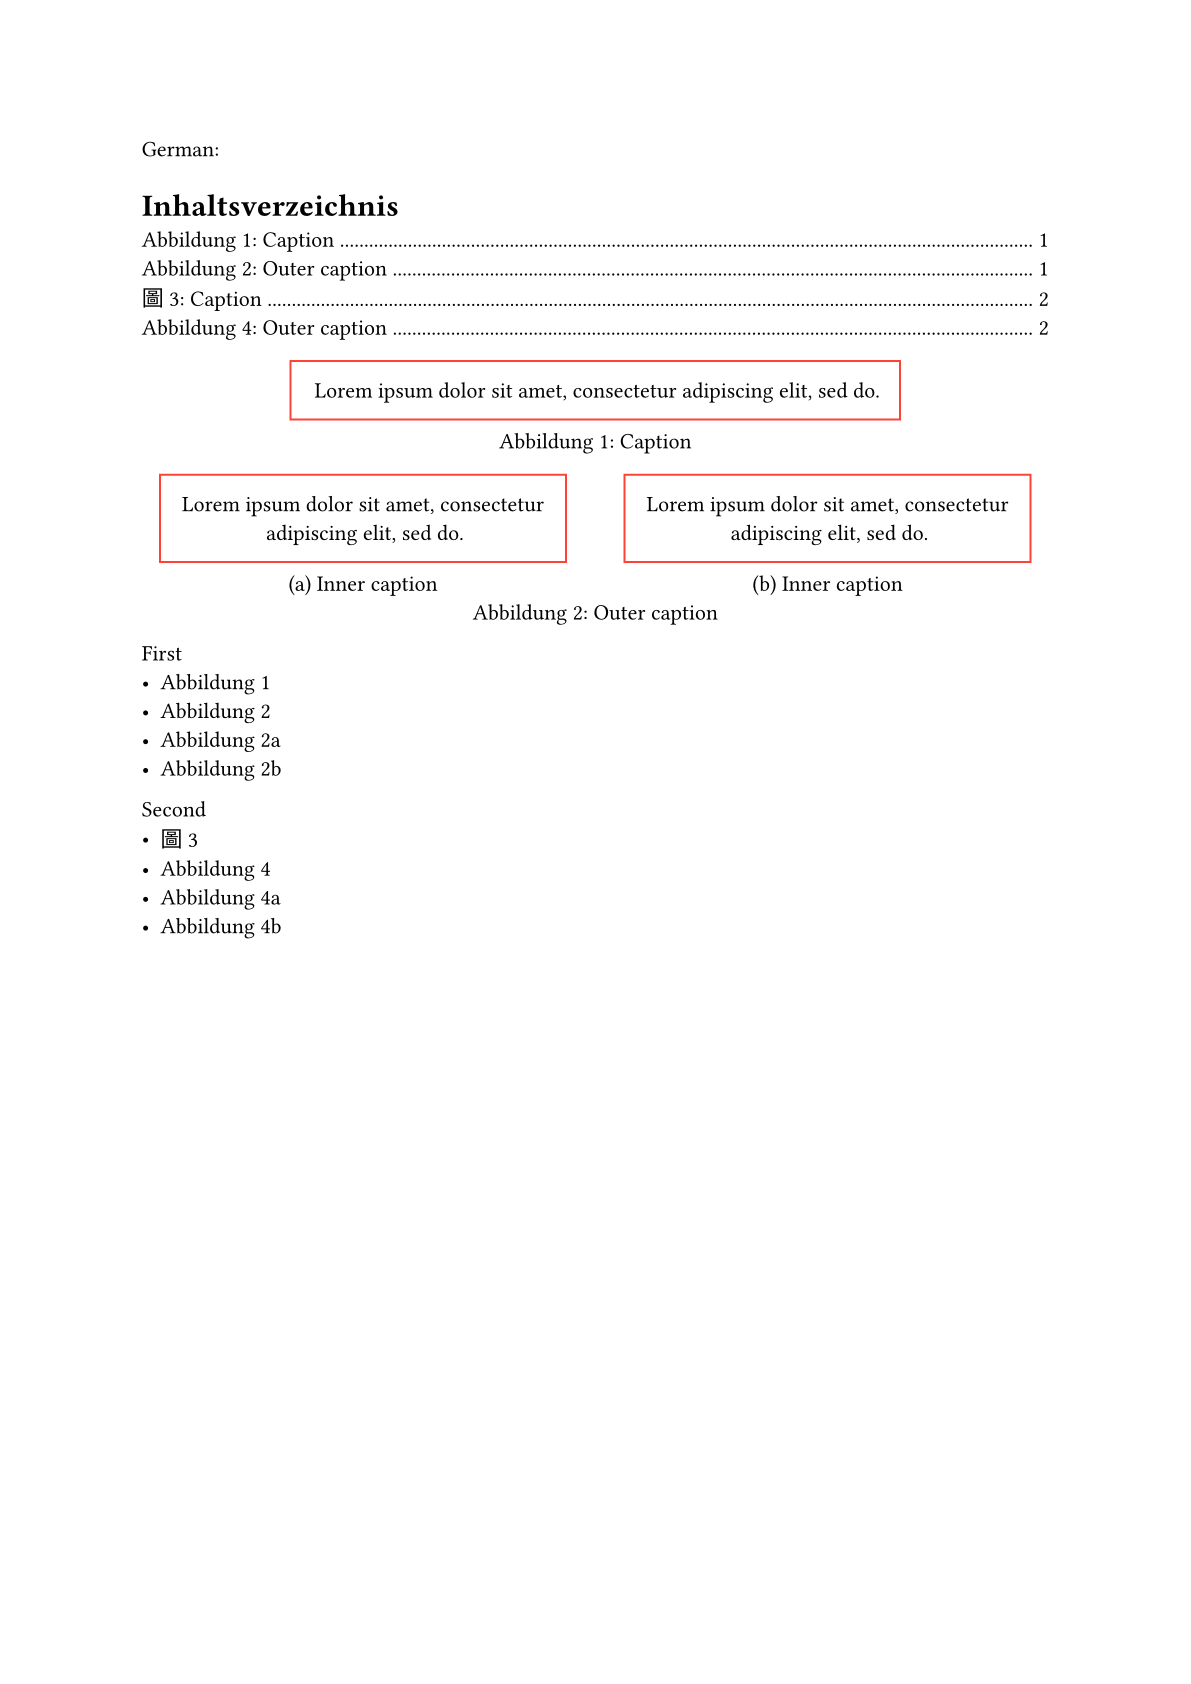 German:
Inhaltsverzeichnis
Abbildung 1: Caption ................................................ 1
Abbildung 2: Outer caption ................................................ 1
圖 3: Caption ................................................ 2
Abbildung 4: Outer caption ................................................ 2
Lorem ipsum dolor sit amet, consectetur adipiscing elit, sed do.
Abbildung 1: Caption
Lorem ipsum dolor sit amet, consectetur
adipiscing elit, sed do.
(a) Inner caption
Lorem ipsum dolor sit amet, consectetur
adipiscing elit, sed do.
(b) Inner caption
Abbildung 2: Outer caption
First
• Abbildung 1
• Abbildung 2
• Abbildung 2a
• Abbildung 2b
Second
• 圖 3
• Abbildung 4
• Abbildung 4a
• Abbildung 4b